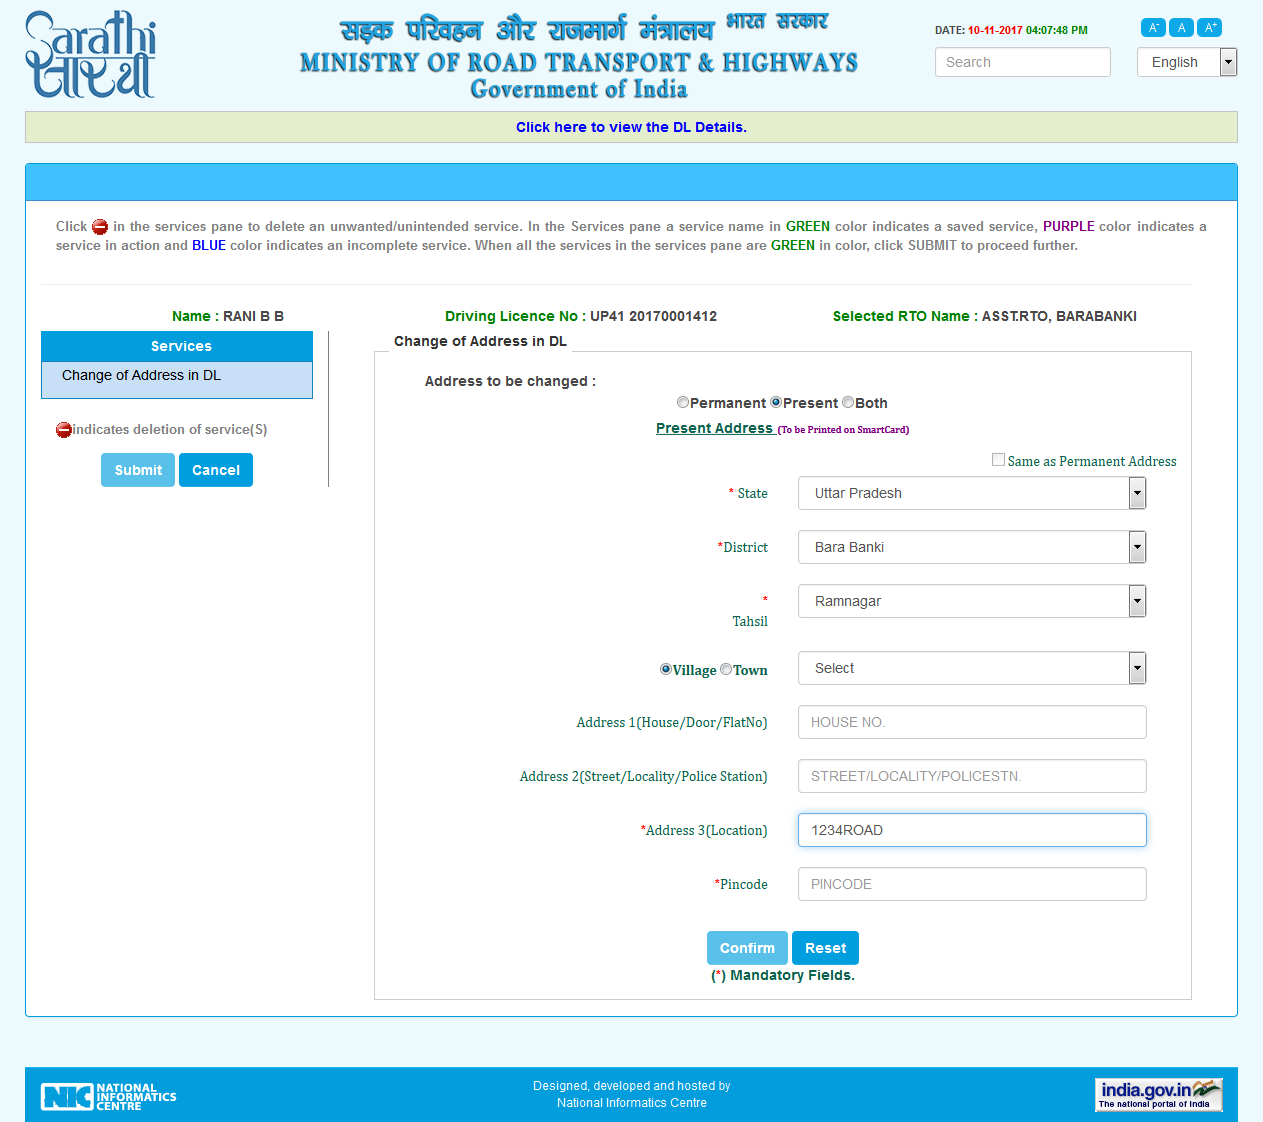 Sarathi
सारथी
सड़क परिवहन और राजमार्ग मंत्रालय भारत सरकार
MINISTRY OF ROAD TRANSPORT & HIGHWAYS
Government of India
DATE: 10-11-2017 04:07:48 PM
A- A A+
Search
English
Click here to view the DL Details.
Click in the services pane to delete an unwanted/unintended service. In the Services pane a service name in GREEN color indicates a saved service, PURPLE color indicates a
service in action and BLUE color indicates an incomplete service. When all the services in the services pane are GREEN in color, click SUBMIT to proceed further.
Name : RANI B B
Driving Licence No : UP41 20170001412
Selected RTO Name : ASST.RTO, BARABANKI
Services
Change of Address in DL
indicates deletion of service(S)
Submit Cancel
Change of Address in DL
Address to be changed :
Permanent Present Both
Present Address (To be Printed on SmartCard)
Same as Permanent Address
* State Uttar Pradesh
*District Bara Banki
*
Tahsil Ramnagar
Village Town Select
Address 1(House/Door/FlatNo) HOUSE NO.
Address 2(Street/Locality/Police Station) STREET/LOCALITY/POLICESTN.
*Address 3(Location) 1234ROAD
*Pincode PINCODE
Confirm Reset
(*) Mandatory Fields.
NIC NATIONAL
INFORMATICS
CENTRE
Designed, developed and hosted by
National Informatics Centre
india.gov.in
The national portal of India